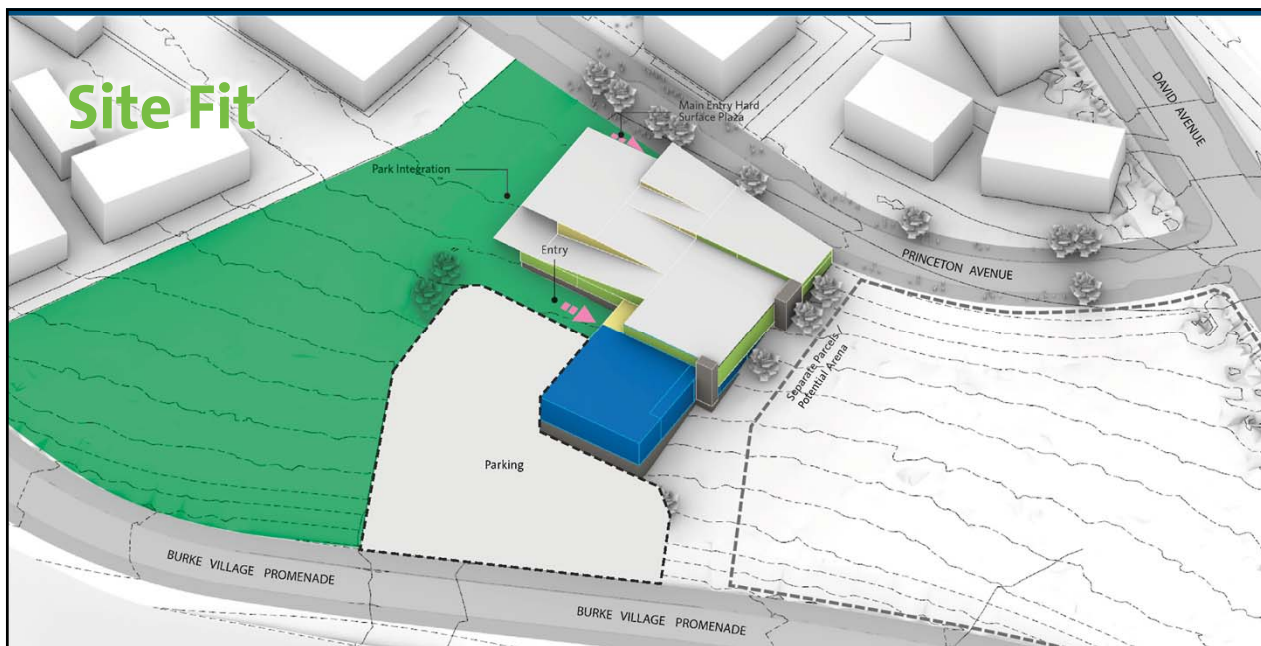 Site Fit
Main Entry Hard
Surface Plaza
DAVID AVENUE
Park Integration
Entry
PRINCETON AVENUE
Separate Parcels /
Potential Arena
Parking
BURKE VILLAGE PROMENADE
BURKE VILLAGE PROMENADE